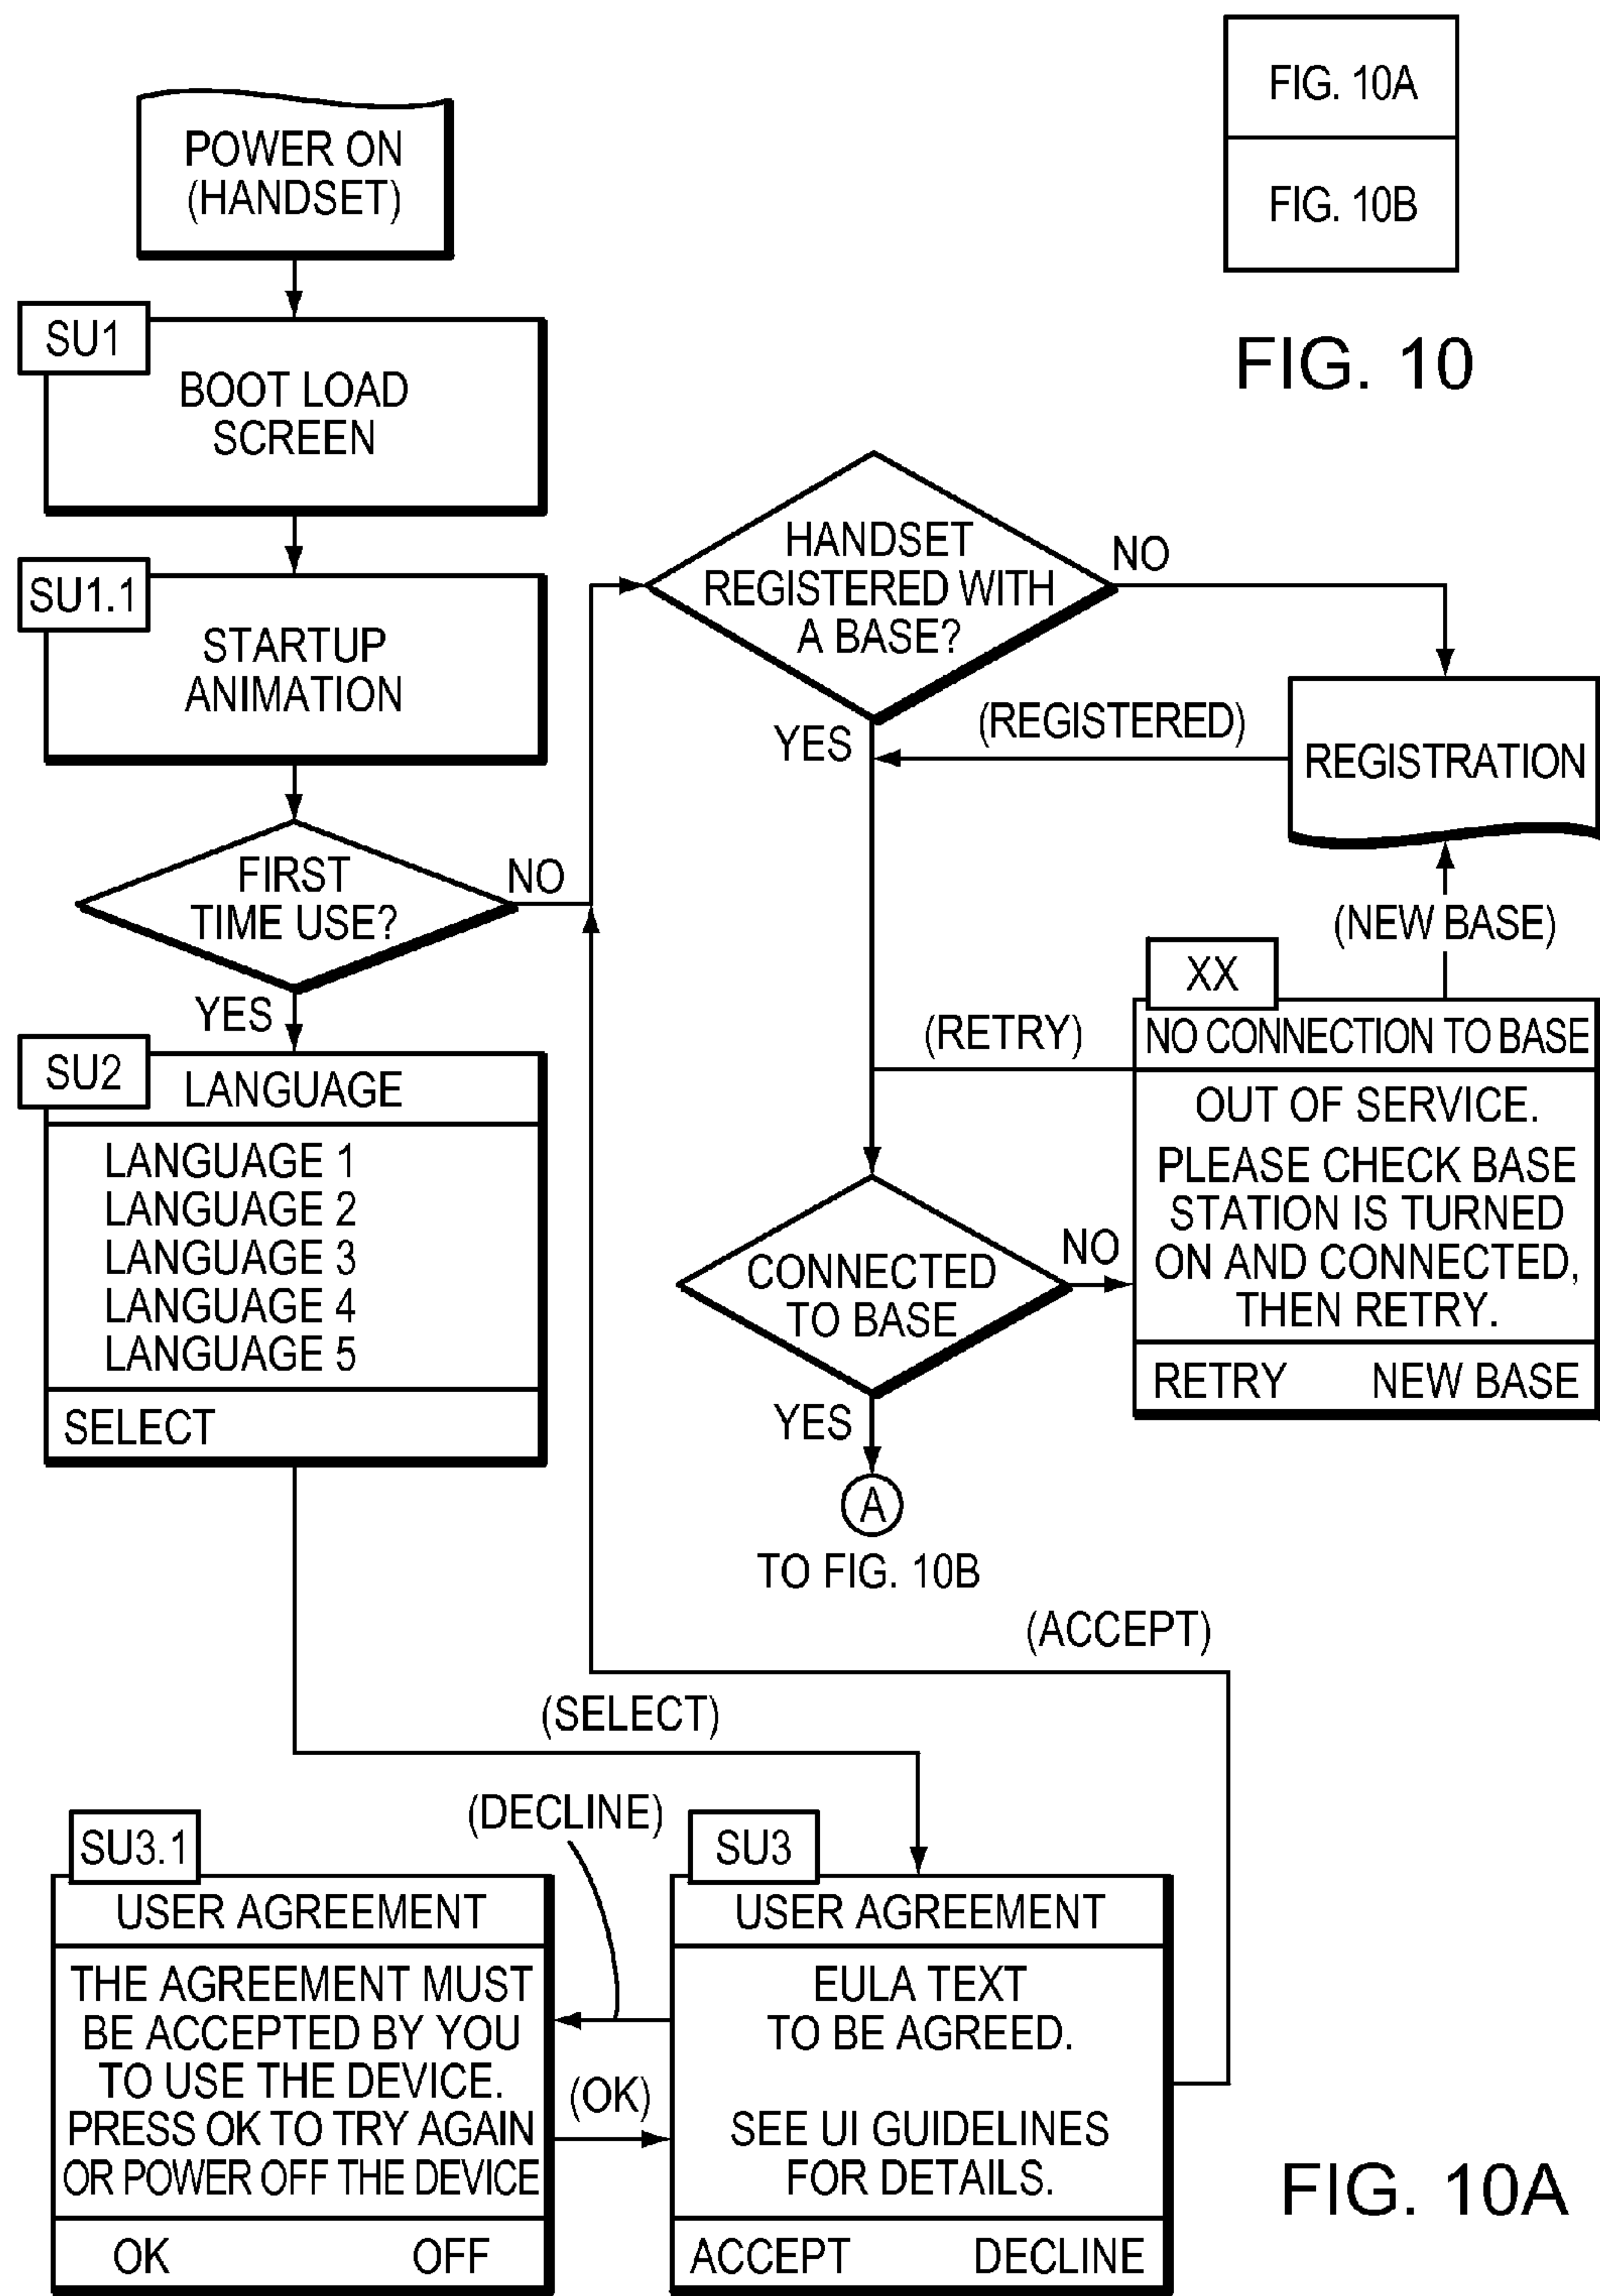 FIG. 10A
FIG. 10B
FIG. 10
POWER ON
(HANDSET)
SU1
BOOT LOAD
SCREEN
SU1.1
STARTUP
ANIMATION
FIRST
TIME USE?
NO
YES
SU2
LANGUAGE
LANGUAGE 1
LANGUAGE 2
LANGUAGE 3
LANGUAGE 4
LANGUAGE 5
SELECT
HANDSET
REGISTERED WITH
A BASE?
NO
YES
(REGISTERED)
REGISTRATION
(NEW BASE)
XX
NO CONNECTION TO BASE
OUT OF SERVICE.
PLEASE CHECK BASE
STATION IS TURNED
ON AND CONNECTED,
THEN RETRY.
RETRY NEW BASE
(RETRY)
CONNECTED
TO BASE
NO
YES
A
TO FIG. 10B
(ACCEPT)
(SELECT)
(DECLINE)
SU3.1
USER AGREEMENT
THE AGREEMENT MUST
BE ACCEPTED BY YOU
TO USE THE DEVICE.
PRESS OK TO TRY AGAIN
OR POWER OFF THE DEVICE
OK OFF
(OK)
SU3
USER AGREEMENT
EULA TEXT
TO BE AGREED.
SEE UI GUIDELINES
FOR DETAILS.
ACCEPT DECLINE
FIG. 10A